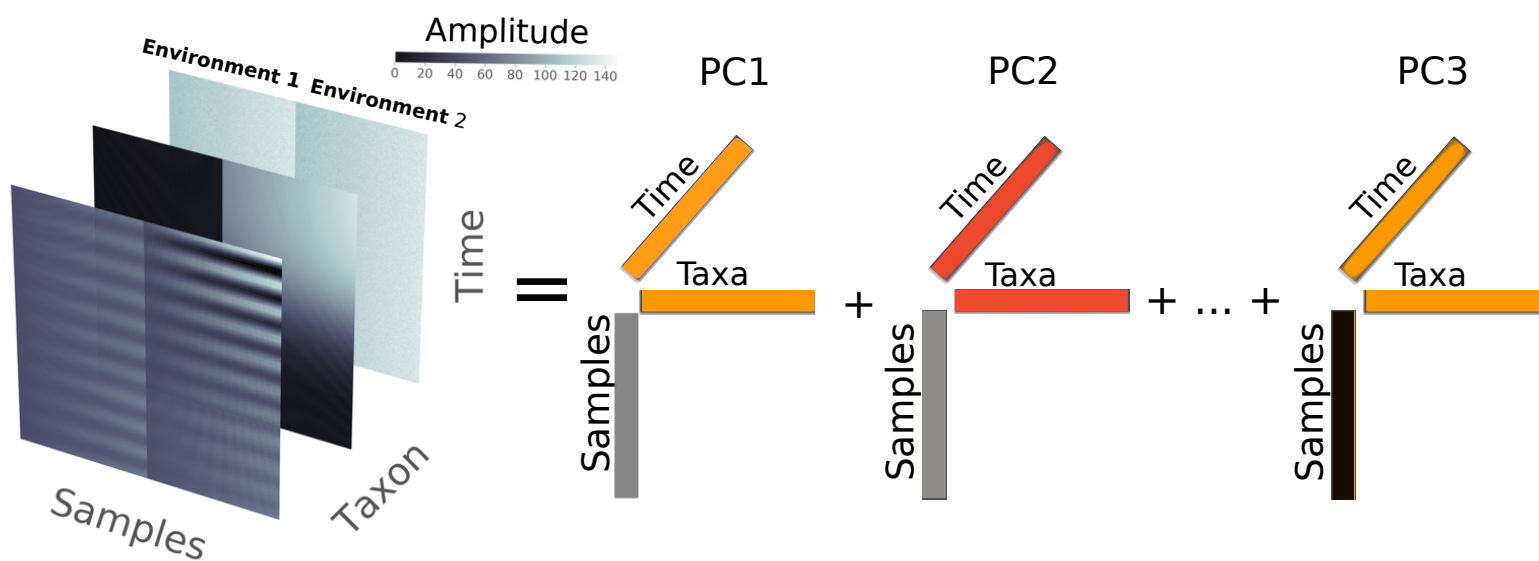 Amplitude
0 20 40 60 80 100 120 140
Environment 1 Environment 2
Samples
Taxon
Time
=
PC1
Time
Taxa
Samples
+
PC2
Time
Taxa
Samples
+ ... +
PC3
Time
Taxa
Samples